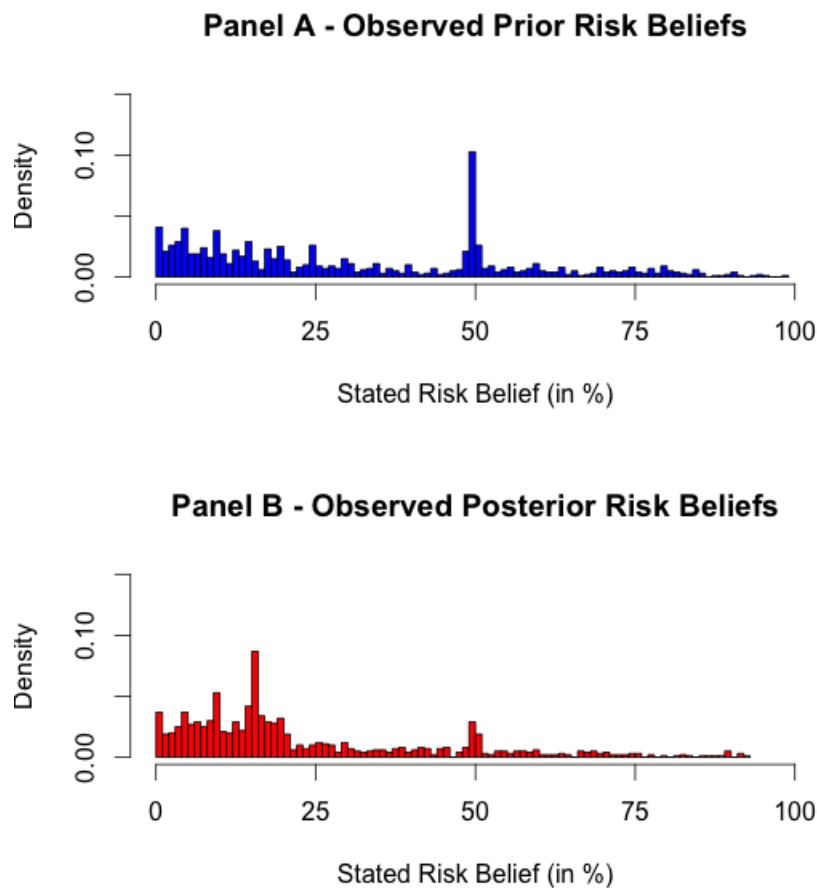 Panel A - Observed Prior Risk Beliefs
Density
0.10
0.00
0 25 50 75 100
Stated Risk Belief (in %)
Panel B - Observed Posterior Risk Beliefs
Density
0.10
0.00
0 25 50 75 100
Stated Risk Belief (in %)